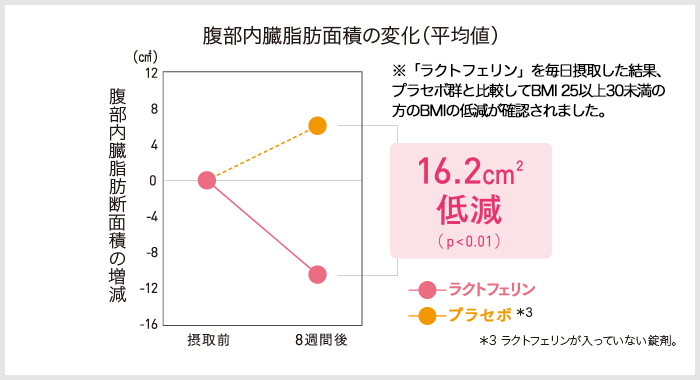 腹部内臓脂肪面積の変化（平均値）
（c㎡）
※「ラクトフェリン」を毎日摂取した結果、
プラセボ群と比較してBMI 25以上30未満の
方のBMIの低減が確認されました。
腹部内臓脂肪断面積の増減
12
8
4
0
-4
-8
-12
-16
摂取前
8週間後
16.2cm²
低減
（p<0.01）
ラクトフェリン
プラセボ *3
*3 ラクトフェリンが入っていない錠剤。